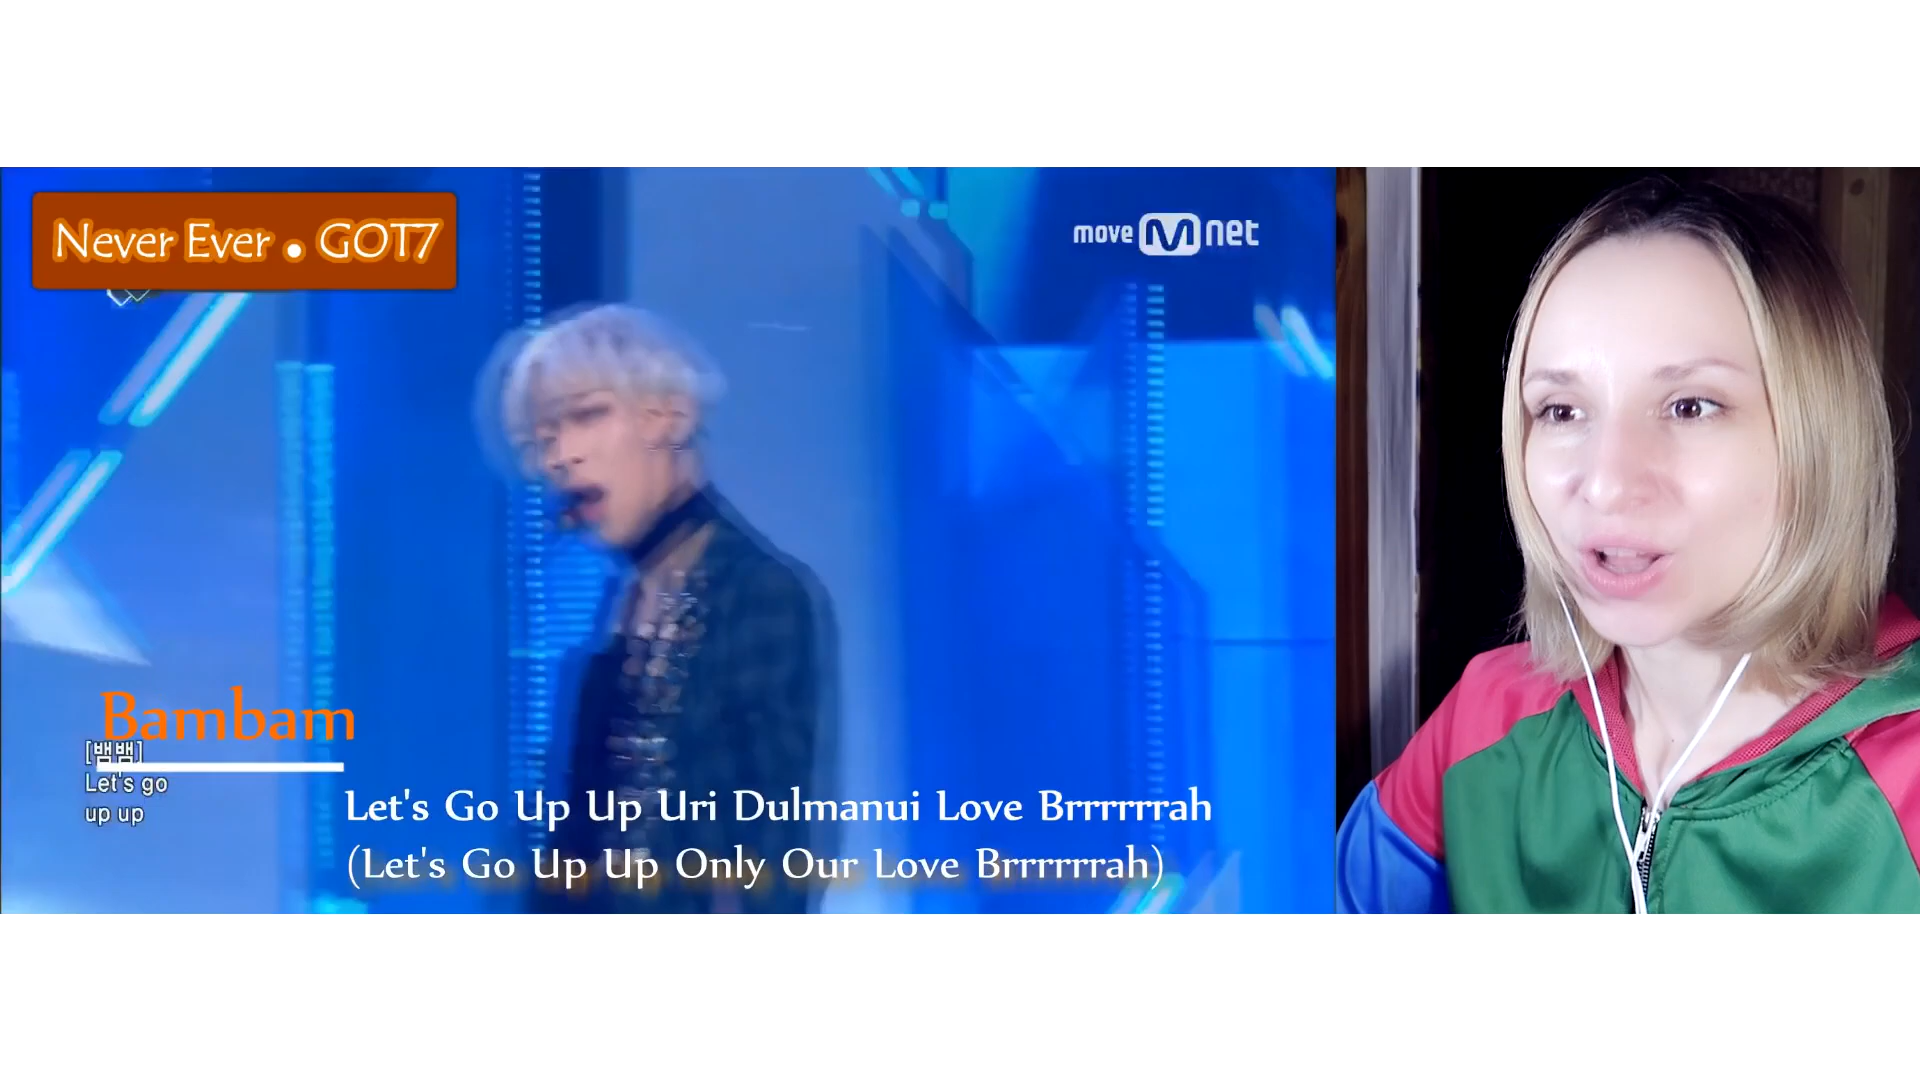 Never Ever • GOT7
move Mnet
Bambam
[뱀뱀]
Let's go
up up
Let's Go Up Up Uri Dulmanui Love Brrrrrrah
(Let's Go Up Up Only Our Love Brrrrrrah)